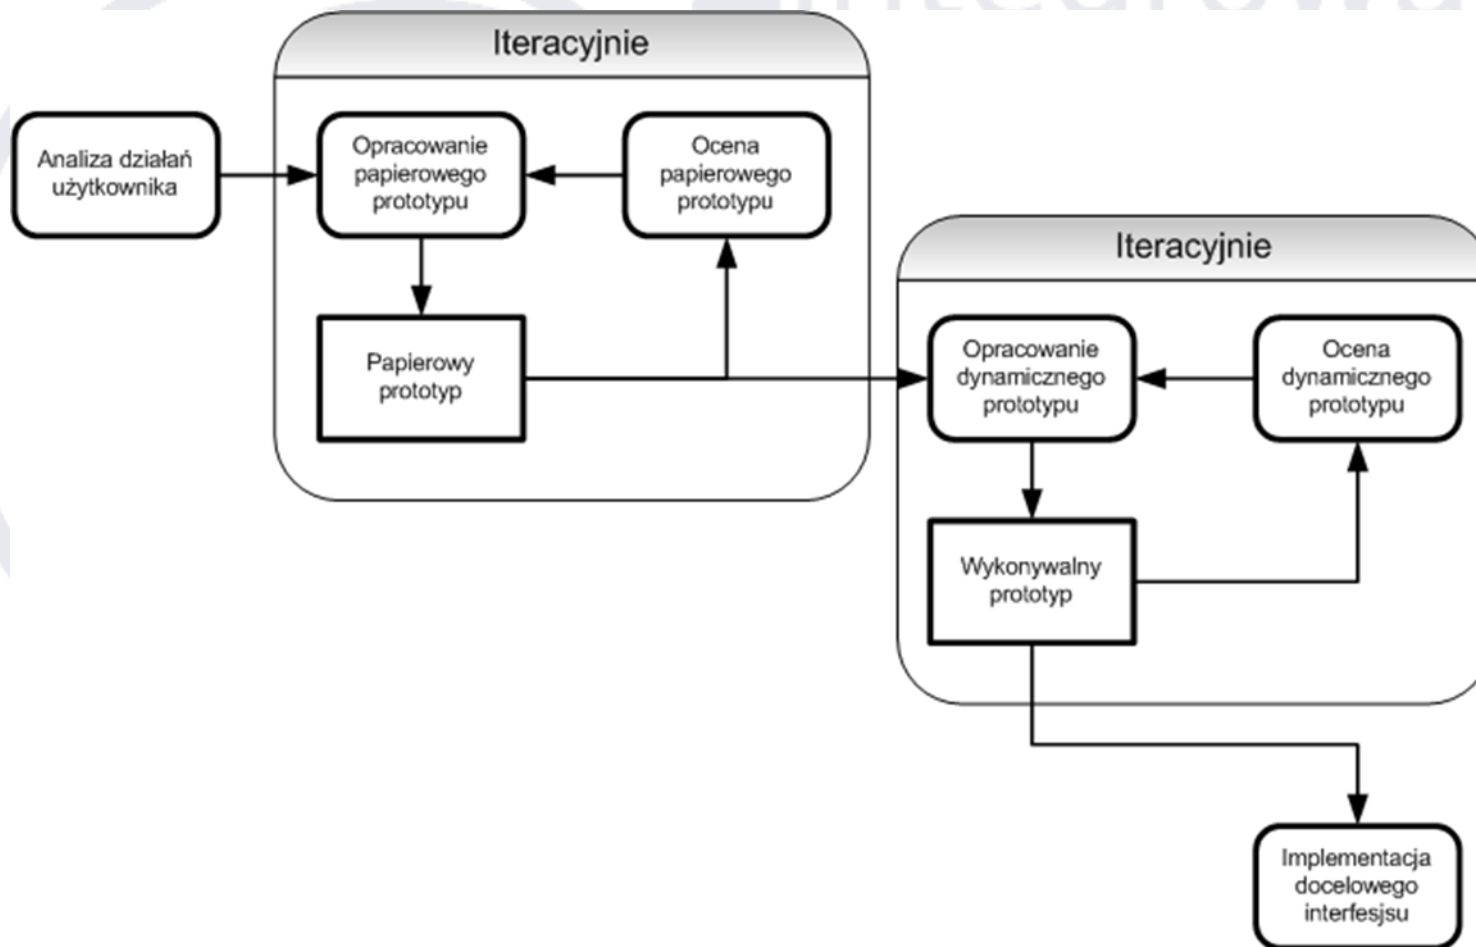 Iteracyjnie
Analiza działań
użytkownika
Opracowanie
papierowego
prototypu
Ocena
papierowego
prototypu
Papierowy
prototyp
Iteracyjnie
Opracowanie
dynamicznego
prototypu
Ocena
dynamicznego
prototypu
Wykonywalny
prototyp
Implementacja
docelowego
interfesjsu